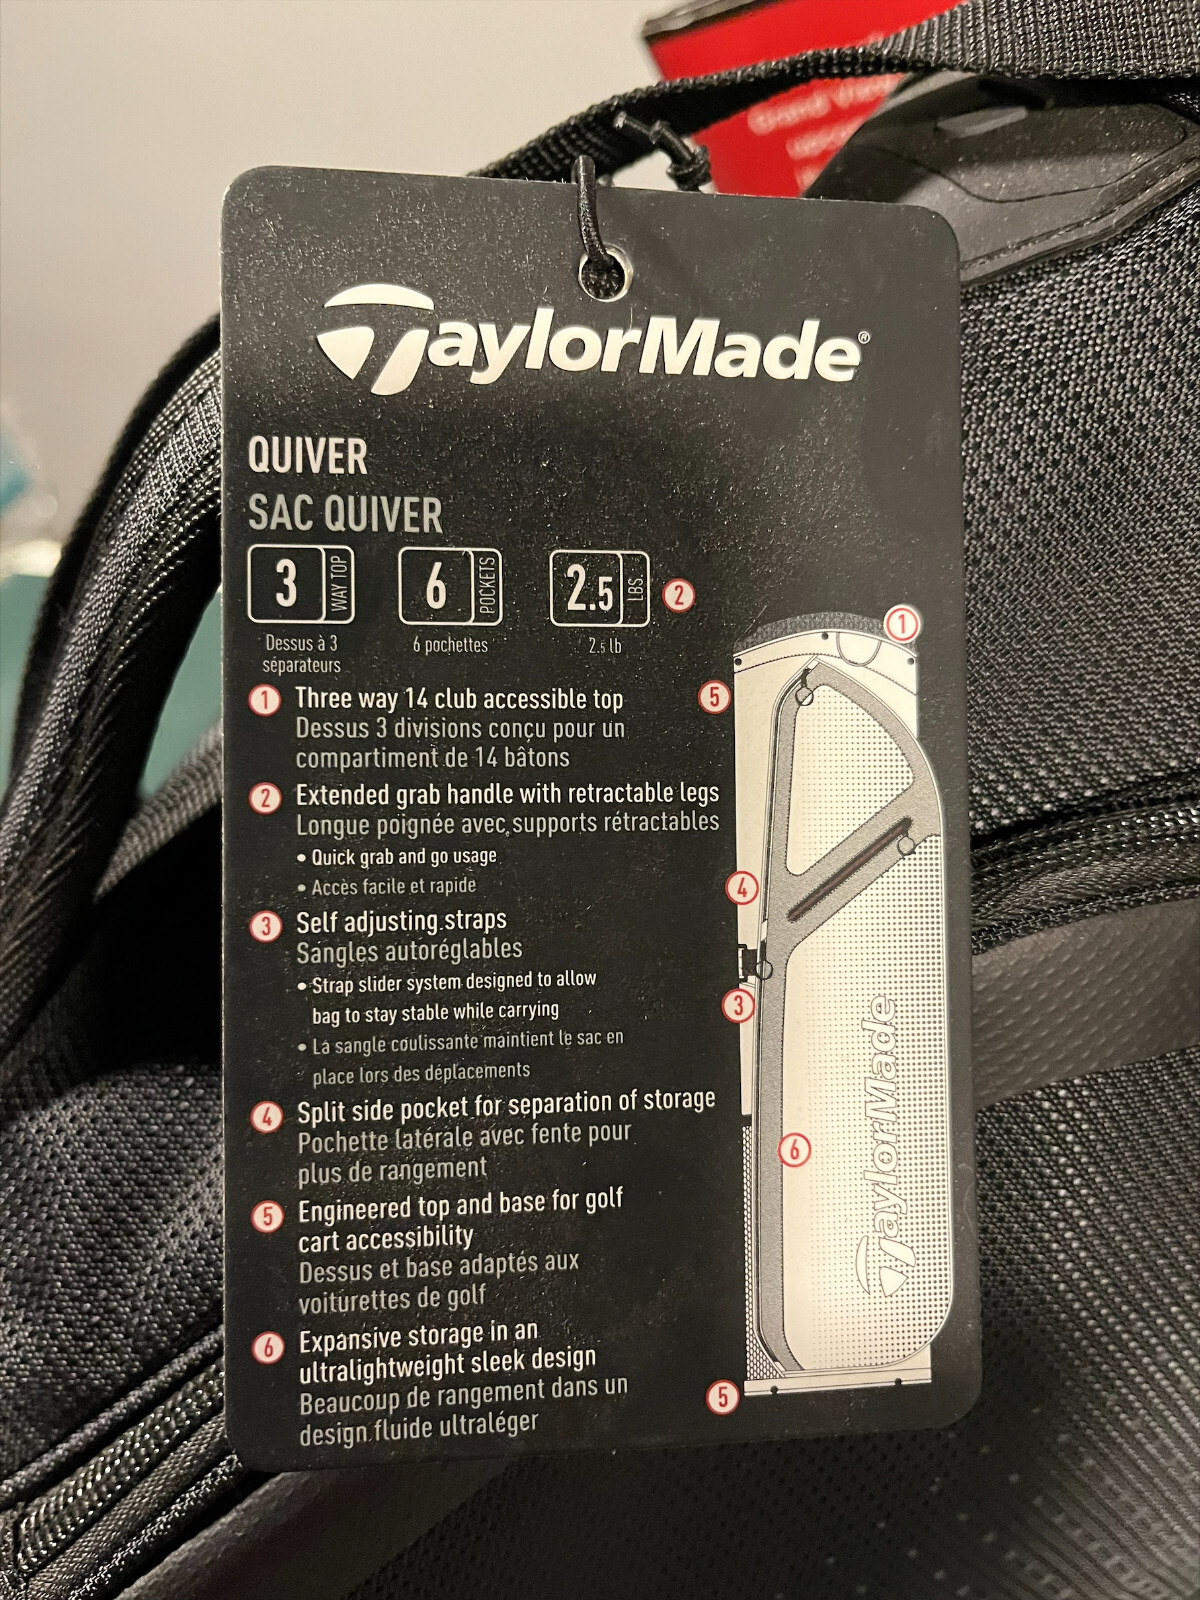 Grand View
TaylorMade®
QUIVER
SAC QUIVER
3 WAY TOP
6 POCKETS
2.5 LBS.
2
Dessus à 3
séparateurs
6 pochettes
2.5 lb
1
1 Three way 14 club accessible top
Dessus 3 divisions conçu pour un
compartiment de 14 bâtons
5
2 Extended grab handle with retractable legs
Longue poignée avec supports rétractables
• Quick grab and go usage
• Accès facile et rapide
4
3 Self adjusting straps
Sangles autoréglables
• Strap slider system designed to allow
bag to stay stable while carrying
• La sangle coulissante maintient le sac en
place lors des déplacements
3
4 Split side pocket for separation of storage
Pochette latérale avec fente pour
plus de rangement
6
TaylorMade
5 Engineered top and base for golf
cart accessibility
Dessus et base adaptés aux
voiturettes de golf
6 Expansive storage in an
ultralightweight sleek design
Beaucoup de rangement dans un
design fluide ultraléger
5